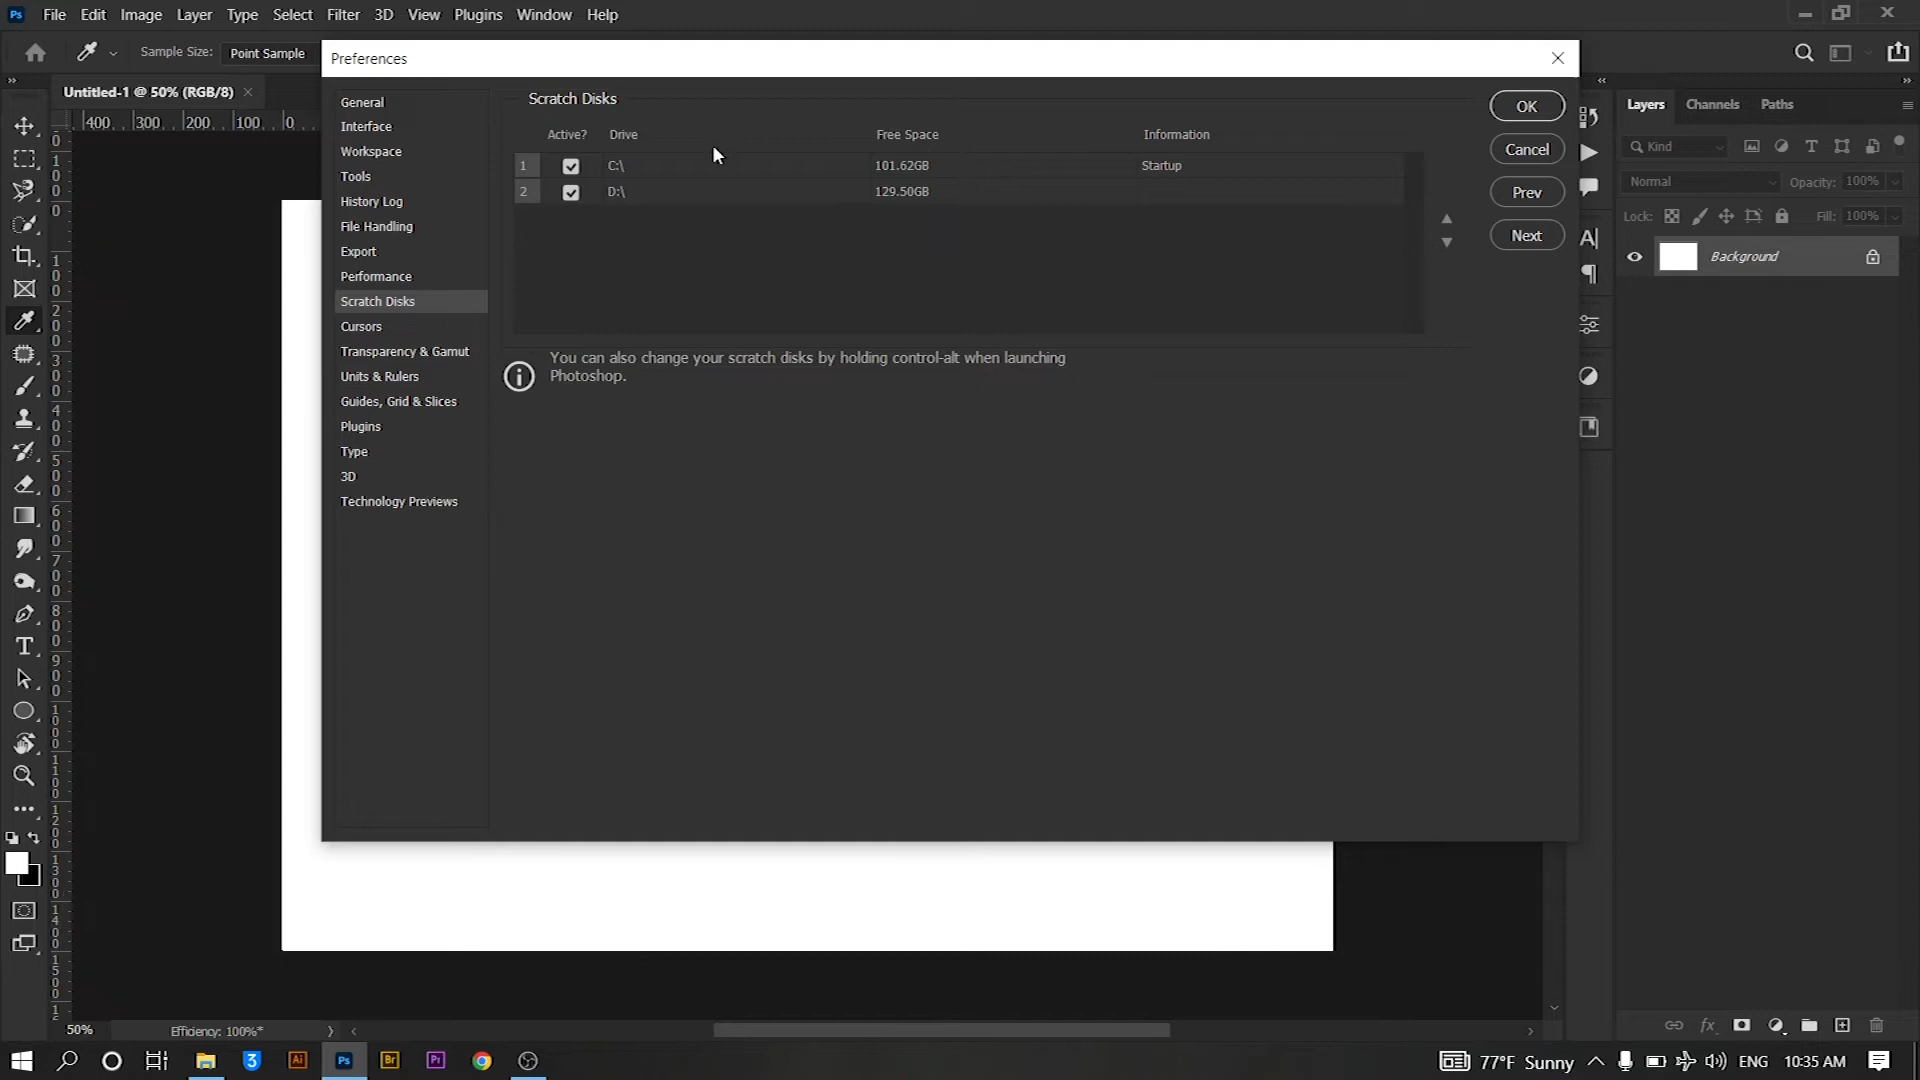 Ps File Edit Image Layer Type Select Filter 3D View Plugins Window Help
Sample Size: Point Sample
Preferences
Untitled-1 @ 50% (RGB/8)
400 300 200 100 0
General
Interface
Workspace
Tools
History Log
File Handling
Export
Performance
Scratch Disks
Cursors
Transparency & Gamut
Units & Rulers
Guides, Grid & Slices
Plugins
Type
3D
Technology Previews
Scratch Disks
Active? Drive Free Space Information
1 C:\ 101.62GB Startup
2 D:\ 129.50GB
You can also change your scratch disks by holding control-alt when launching
Photoshop.
OK
Cancel
Prev
Next
Layers Channels Paths
Kind
Normal Opacity: 100%
Lock: Fill: 100%
Background
50% Efficiency: 100%*
Ai Ps Br Pr
77°F Sunny ENG 10:35 AM